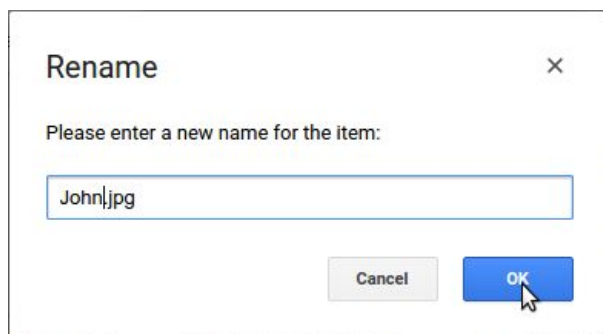 Rename
Please enter a new name for the item:
John.jpg
Cancel
OK